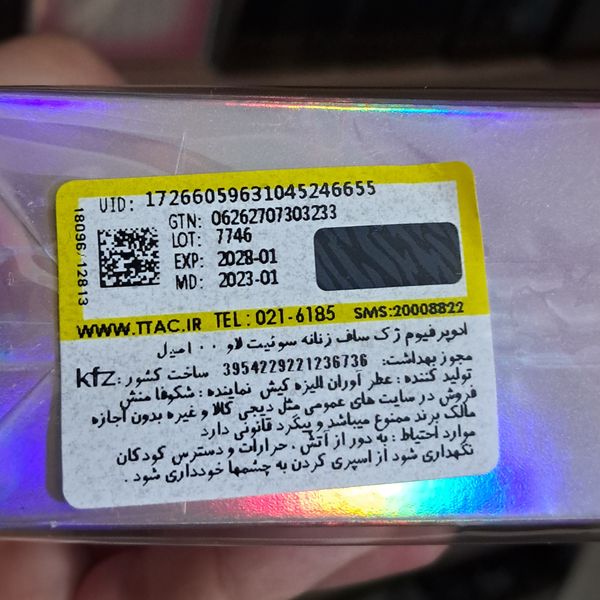 UID: 17266059631045246655
18096/12813
GTN: 06262707303233
LOT: 7746
EXP: 2028-01
MD: 2023-01
WWW.TTAC.IR TEL: 021-6185 SMS:20008822
ادوپرفیوم ژک ساف زنانه سوئیت لاو ۱۰۰ میل
مجوز بهداشت: 3954229221236736 ساخت کشور: kfz
تولید کننده: عطر آوران الیزه کیش نماینده: شکوفا منش
فروش در سایت های عمومی مثل دیجی کالا و غیره بدون اجازه
مالک برند ممنوع میباشد و پیگرد قانونی دارد
موارد احتیاط: به دور از آتش، حرارات و دسترس کودکان
نگهداری شود از اسپری کردن به چشمها خودداری شود.